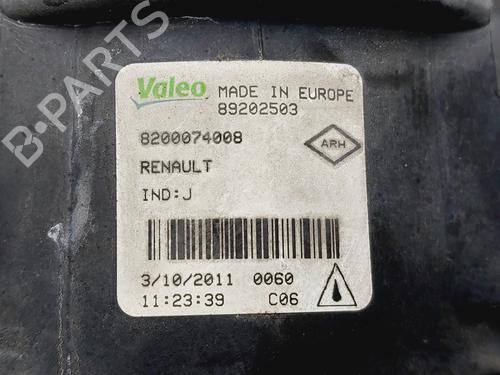 Valeo MADE IN EUROPE
89202503
8200074008
ARH
RENAULT
IND:J
3/10/2011 0060
11:23:39 C06
B-PARTS